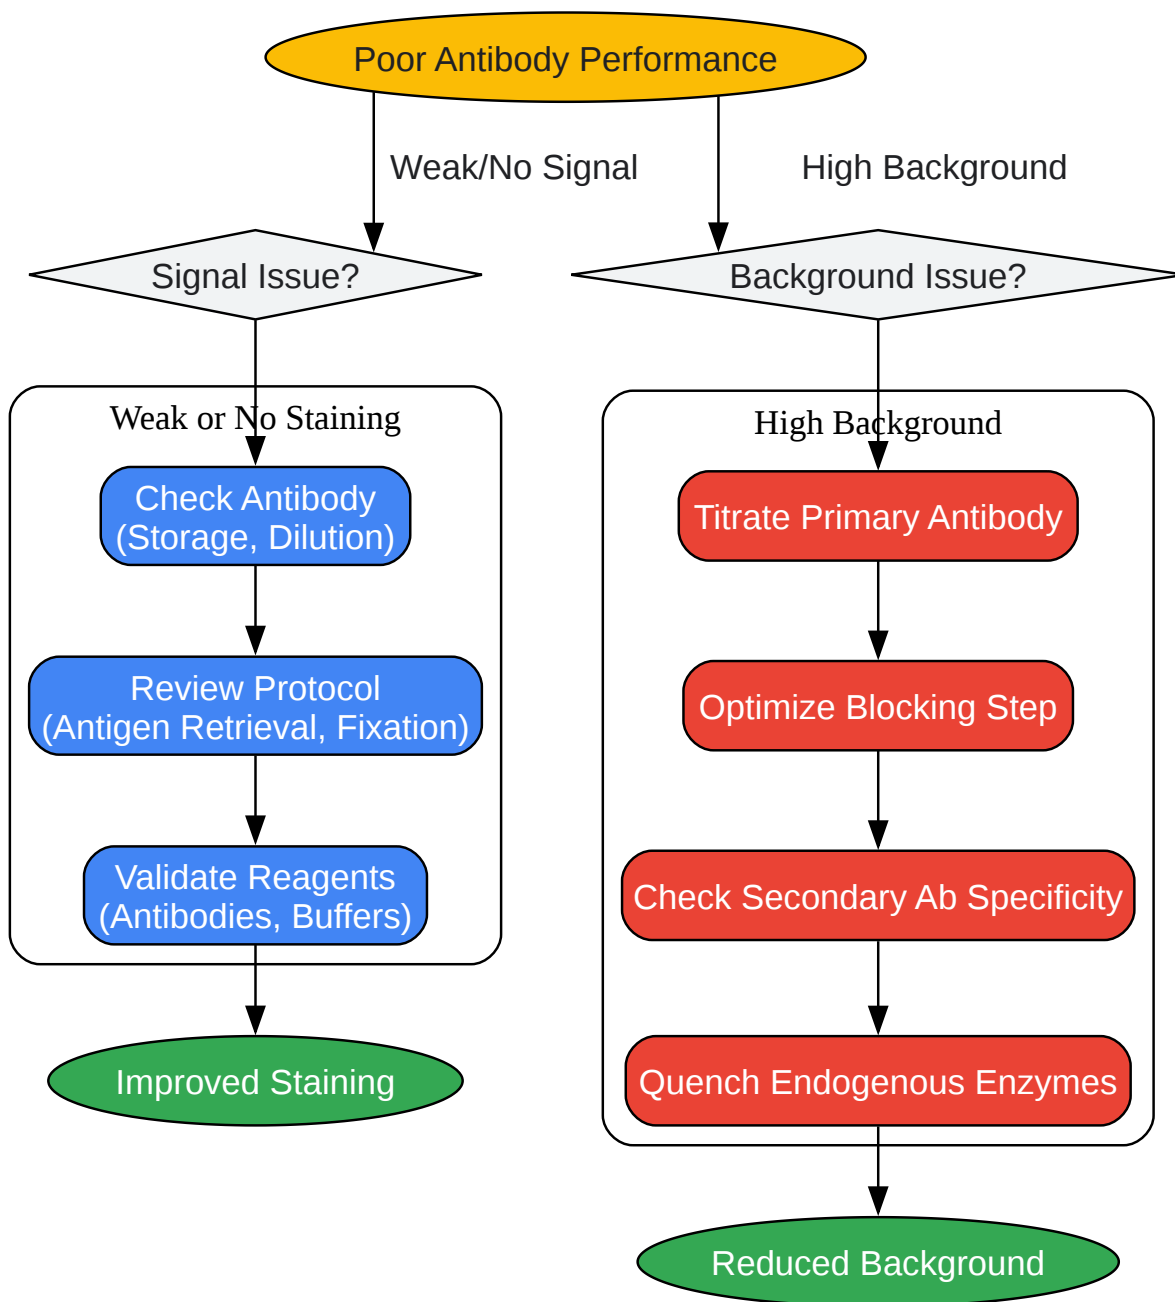 Poor Antibody Performance
Weak/No Signal
High Background
Signal Issue?
Background Issue?
Weak or No Staining
Check Antibody
(Storage, Dilution)
Review Protocol
(Antigen Retrieval, Fixation)
Validate Reagents
(Antibodies, Buffers)
Improved Staining
High Background
Titrate Primary Antibody
Optimize Blocking Step
Check Secondary Ab Specificity
Quench Endogenous Enzymes
Reduced Background